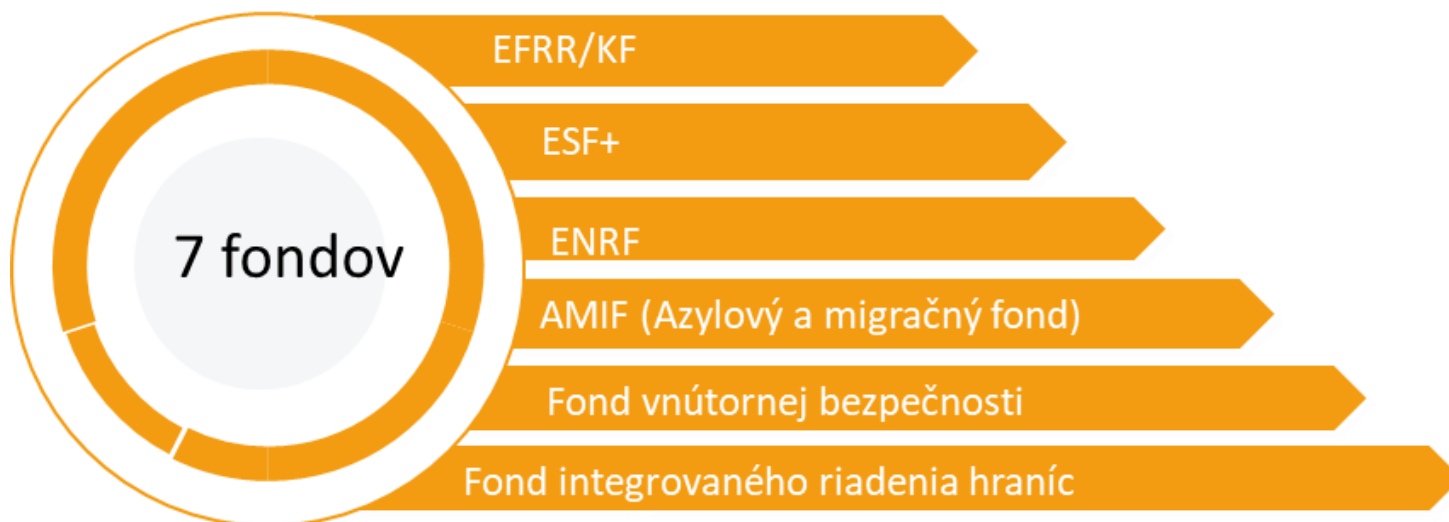 EFRR/KF
ESF+
7 fondov
ENRF
AMIF (Azylový a migračný fond)
Fond vnútornej bezpečnosti
Fond integrovaného riadenia hraníc